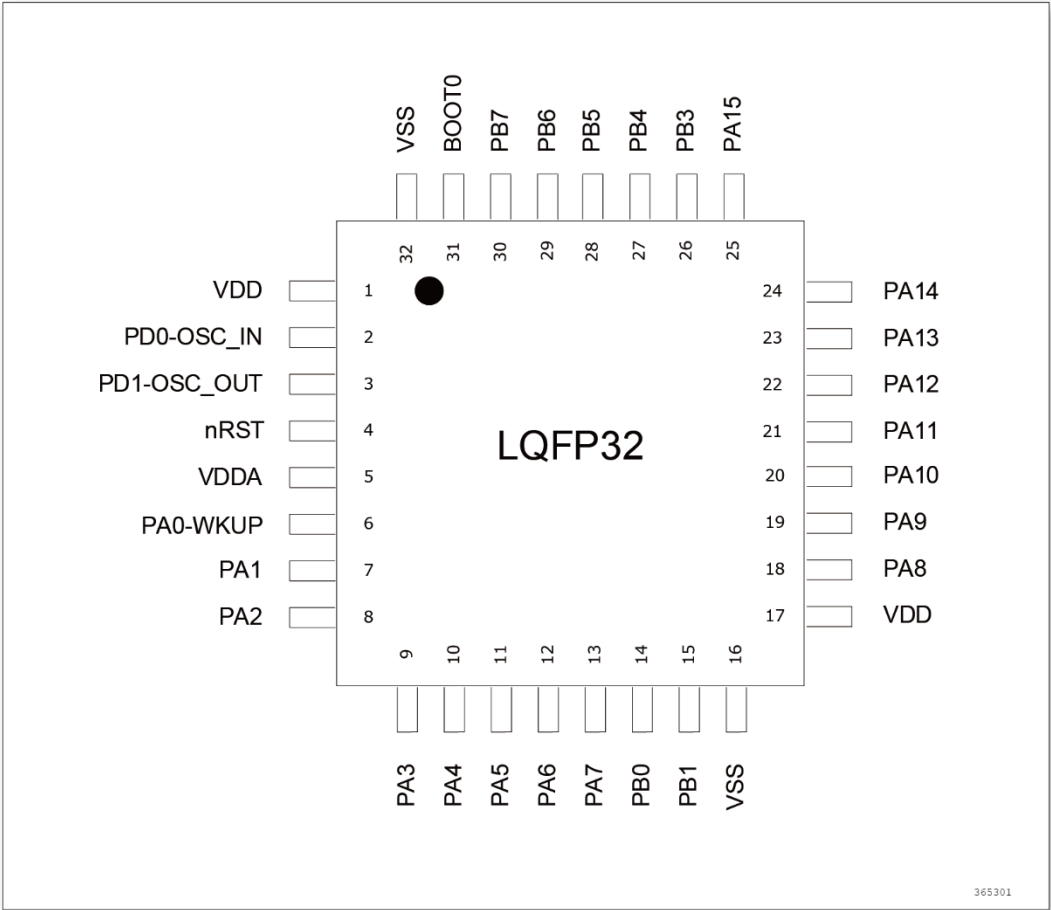 VSS BOOT0 PB7 PB6 PB5 PB4 PB3 PA15
32 31 30 29 28 27 26 25
VDD 1 24 PA14
PD0-OSC_IN 2 23 PA13
PD1-OSC_OUT 3 22 PA12
nRST 4 21 PA11
LQFP32
VDDA 5 20 PA10
PA0-WKUP 6 19 PA9
PA1 7 18 PA8
PA2 8 17 VDD
9 10 11 12 13 14 15 16
PA3 PA4 PA5 PA6 PA7 PB0 PB1 VSS
365301